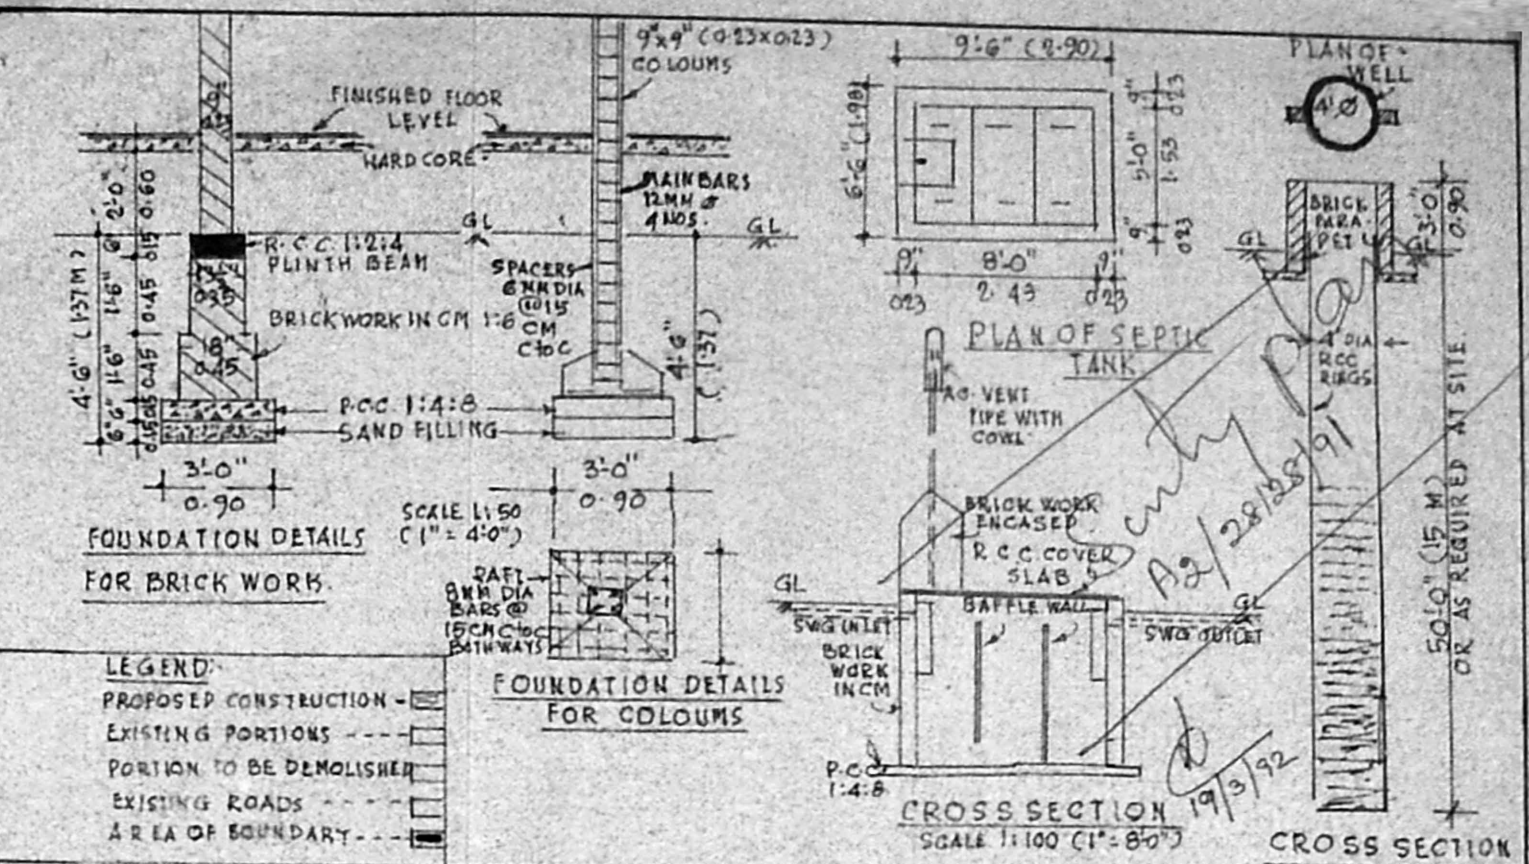 9"x9" (0.23x0.23)
COLOUMS
FINISHED FLOOR
LEVEL
HARDCORE
MAIN BARS
12MM Ø
4 NOS.
GL
GL
R.C.C. 1:2:4
PLINTH BEAM
SPACERS
6 MM DIA
@ 15
CM
C to C
BRICKWORK IN CM 1:6
2'-0"
0.60
6"
0.15
1'-6"
0.45
1'-6"
0.45
6"
6"
4'-6" (1.37 M)
0.45
4'-6"
(1.37)
P.C.C. 1:4:8
SAND FILLING
3'-0"
0.90
3'-0"
0.90
SCALE 1:50
(1" = 4'-0")
FOUNDATION DETAILS
FOR BRICK WORK.
RAFT
8MM DIA
BARS @
15CM C to C
BATH WAYS
FOUNDATION DETAILS
FOR COLOUMS
LEGEND:
PROPOSED CONSTRUCTION -
EXISTING PORTIONS ----
PORTION TO BE DEMOLISHED
EXISTING ROADS ----
AREA OF BOUNDARY ---
9'-6" (2.90)
6'-6" (1.98)
9"
0.23
5'-0"
1.53
9"
0.23
9"
8'-0"
9"
0.23
2.43
0.23
PLAN OF SEPTIC
TANK
A.C. VENT
PIPE WITH
COWL
BRICK WORK
ENCASED
R.C.C COVER
SLAB
GL
GL
BAFFLE WALL
SWG INLET
SWG OUTLET
BRICK
WORK
IN CM
P.C.C
1:4:8
CROSS SECTION
SCALE 1:100 (1" = 8'-0")
PLAN OF
WELL
4' Ø
BRICK
PARA
PET
GL
GL
3'-0"
0.90
4' DIA
RCC
RINGS
50'-0" (15 M)
OR AS REQUIRED AT SITE.
A2/28/28/91
19/3/92
CROSS SECTION